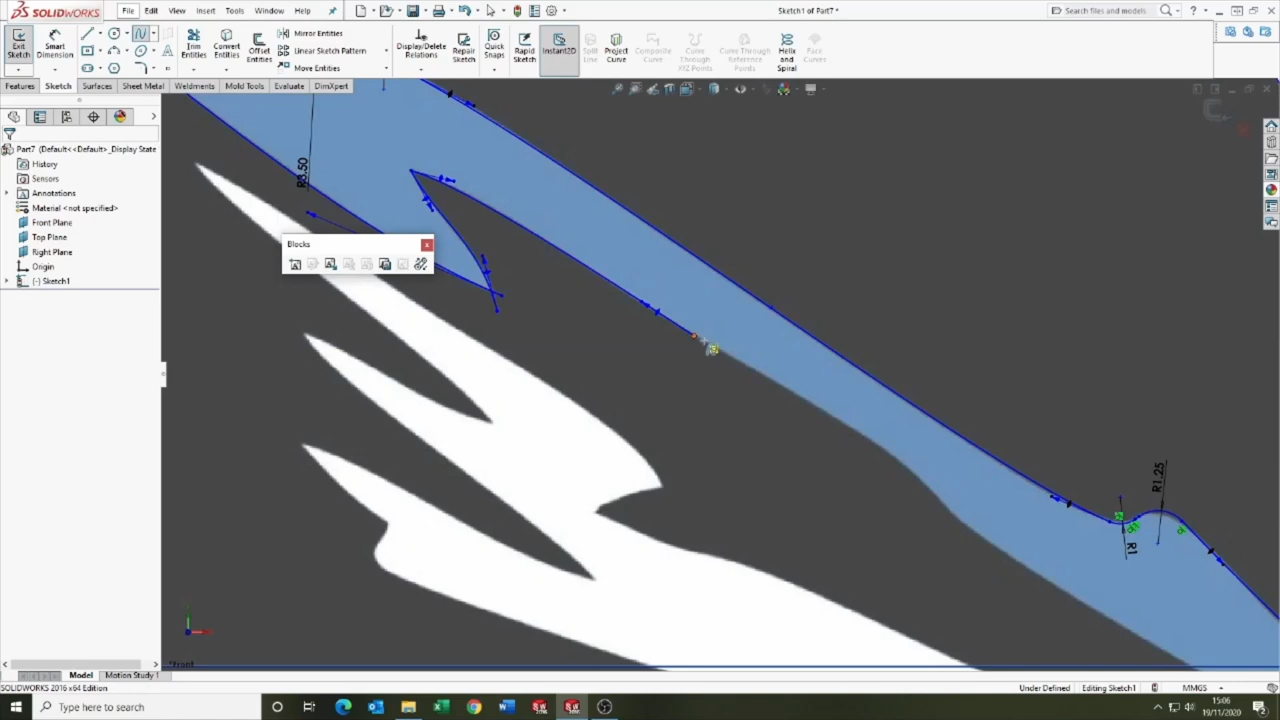 SOLIDWORKS File Edit View Insert Tools Window Help Sketch1 of Part7 * Search files and models
Exit Sketch
Smart Dimension
Trim Entities
Convert Entities
Offset Entities
Mirror Entities
Linear Sketch Pattern
Move Entities
Display/Delete Relations
Repair Sketch
Quick Snaps
Rapid Sketch
Instant2D
Split Line
Project Curve
Composite Curve
Curve Through XYZ Points
Curve Through Reference Points
Helix and Spiral
Face Curves
Features Sketch Surfaces Sheet Metal Weldments Mold Tools Evaluate DimXpert
Part7 (Default<<Default>_Display State
History
Sensors
Annotations
Material <not specified>
Front Plane
Top Plane
Right Plane
Origin
(-) Sketch1
R3.50
Blocks
R1.25
R1
*Front
Model Motion Study 1
SOLIDWORKS 2016 x64 Edition Under Defined Editing Sketch1 MMGS
Type here to search
15:06
19/11/2020
2